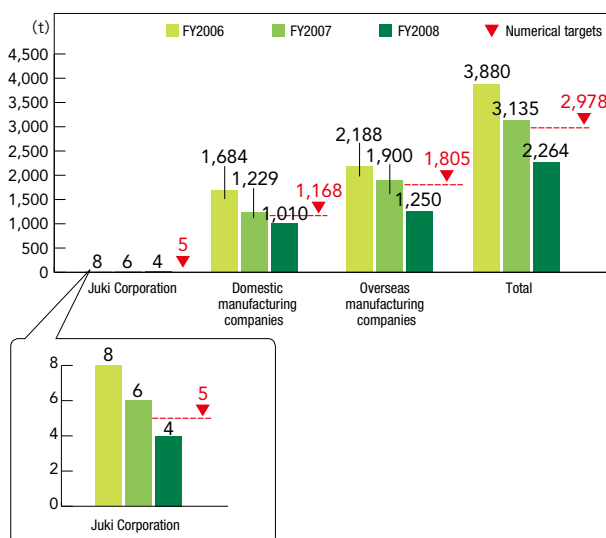 (t)
FY2006 FY2007 FY2008 Numerical targets
4,500
4,000
3,500
3,000
2,500
2,000
1,500
1,000
500
0
8 6 4 5
1,684 1,229 1,010 1,168
2,188 1,900 1,250 1,805
3,880 3,135 2,264 2,978
Juki Corporation
Domestic
manufacturing
companies
Overseas
manufacturing
companies
Total
8
6
4
2
0
8 6 4 5
Juki Corporation